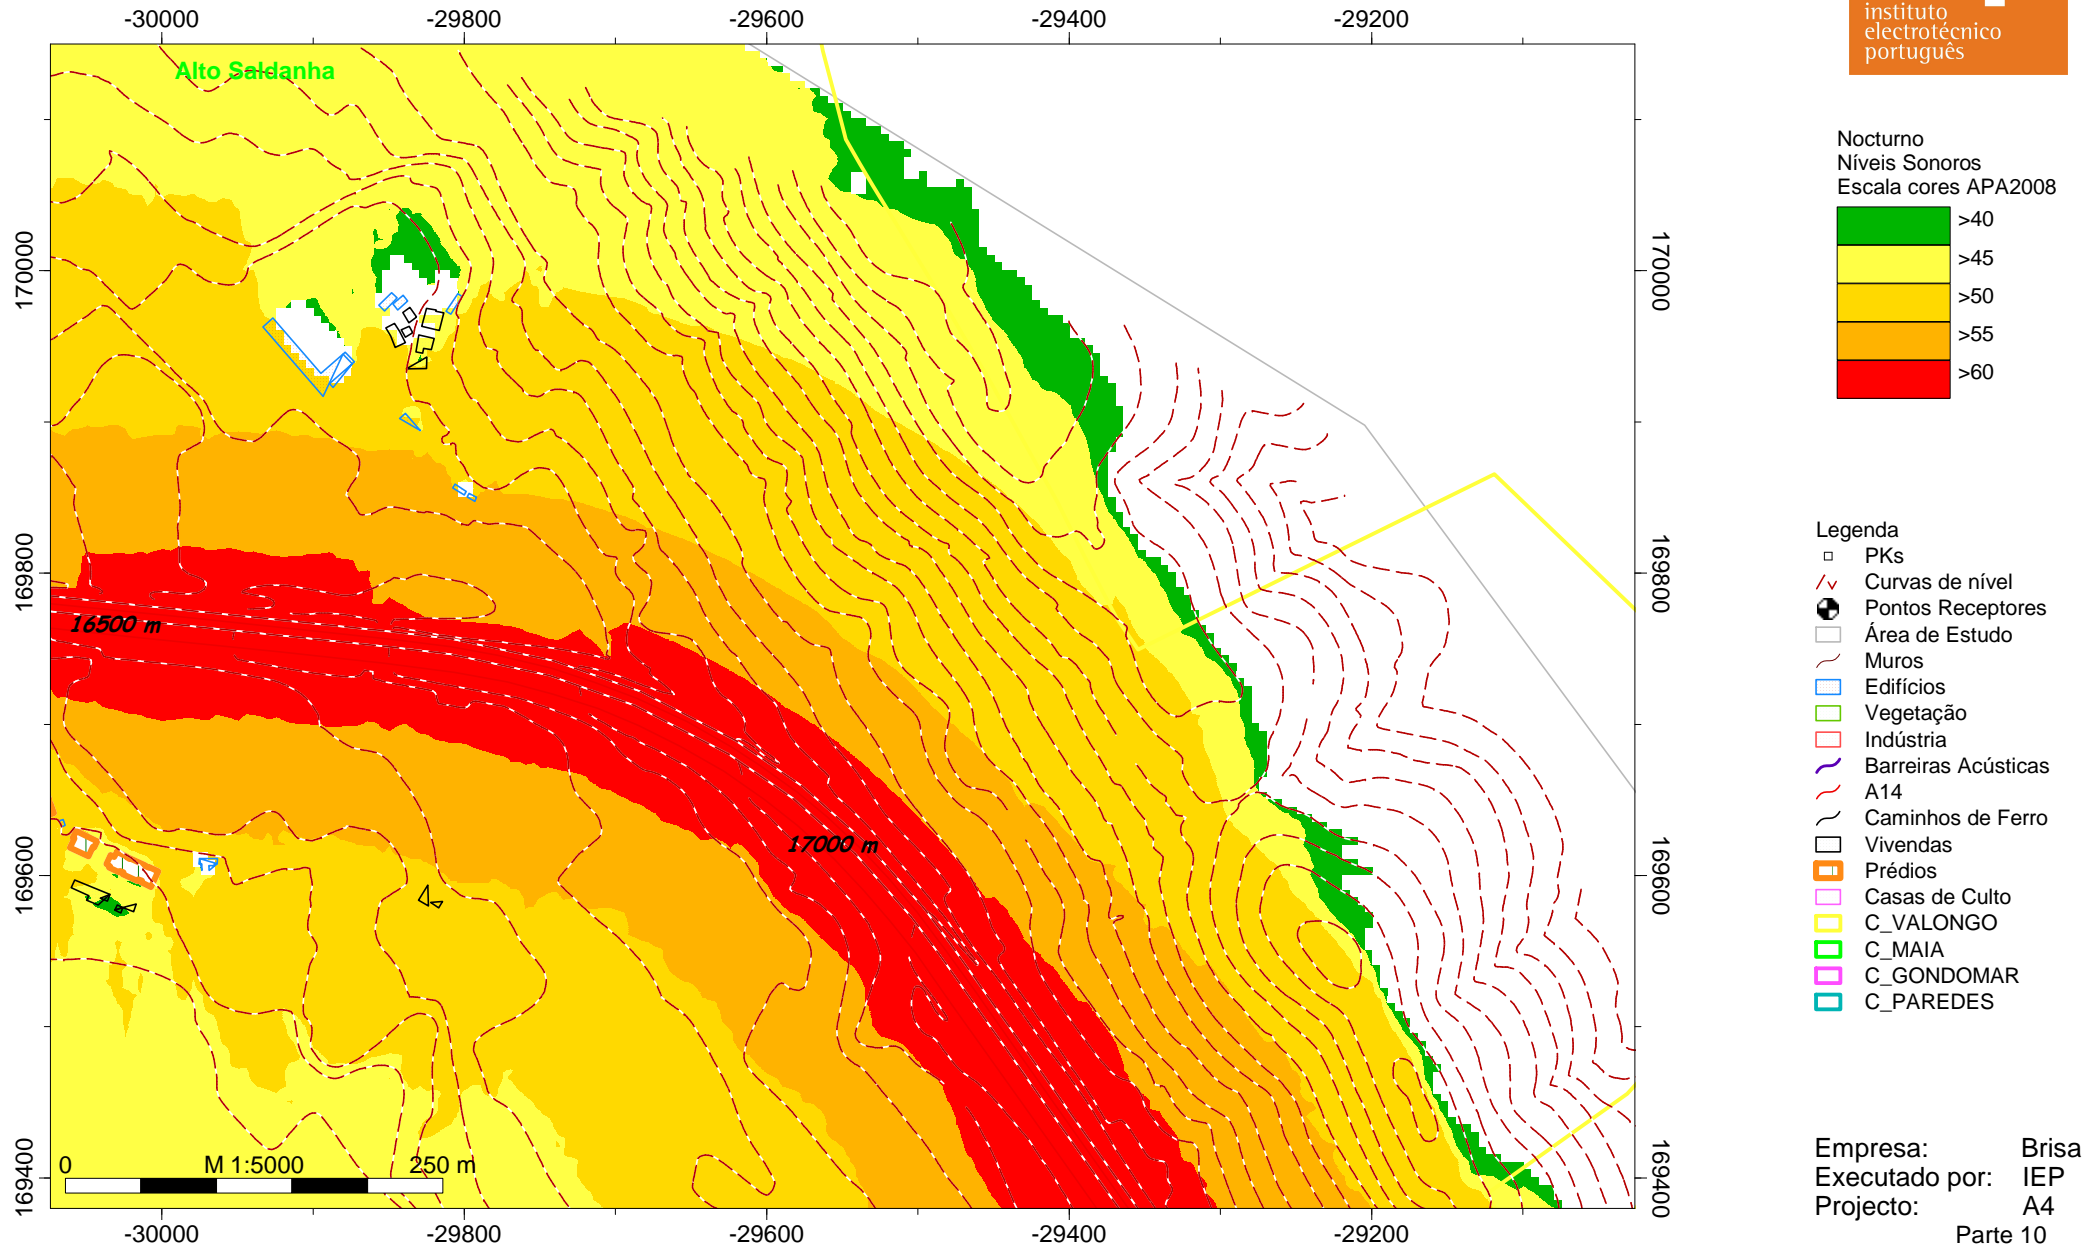 -30000
-29800
-29600
-29400
-29200
instituto
electrotécnico
português
Alto Saldanha
Nocturno
Níveis Sonoros
Escala cores APA2008
>40
>45
>50
>55
>60
170000
170000
169800
169800
169600
169600
169400
169400
16500 m
17000 m
Legenda
PKs
Curvas de nível
Pontos Receptores
Área de Estudo
Muros
Edifícios
Vegetação
Indústria
Barreiras Acústicas
A14
Caminhos de Ferro
Vivendas
Prédios
Casas de Culto
C_VALONGO
C_MAIA
C_GONDOMAR
C_PAREDES
0 M 1:5000 250 m
Empresa: Brisa
Executado por: IEP
Projecto: A4
Parte 10
-30000
-29800
-29600
-29400
-29200